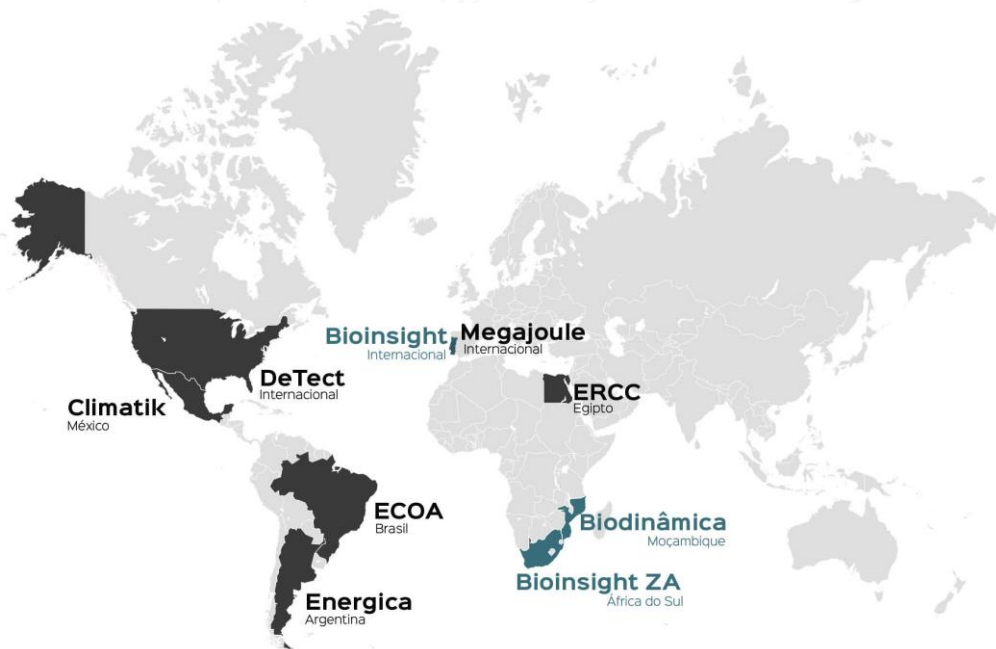 Bioinsight
Internacional
Megajoule
Internacional
DeTect
Internacional
Climatik
México
ERCC
Egipto
ECOA
Brasil
Biodinâmica
Moçambique
Bioinsight ZA
África do Sul
Energica
Argentina